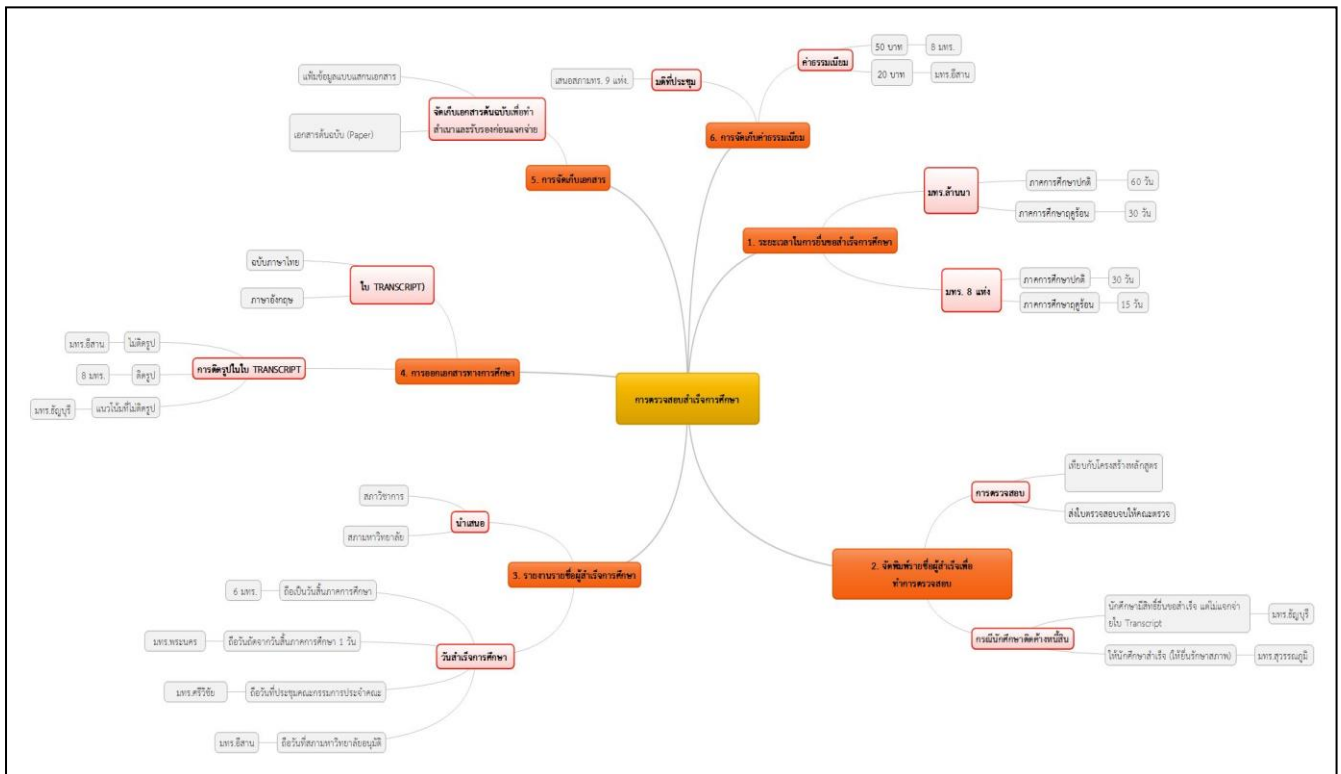 การตรวจสอบสำเร็จการศึกษา
1. ระยะเวลาในการยื่นขอสำเร็จการศึกษา
มทร.ล้านนา
ภาคการศึกษาปกติ
60 วัน
ภาคการศึกษาฤดูร้อน
30 วัน
มทร. 8 แห่ง
ภาคการศึกษาปกติ
30 วัน
ภาคการศึกษาฤดูร้อน
15 วัน
2. จัดพิมพ์รายชื่อผู้สำเร็จเพื่อ
ทำการตรวจสอบ
การตรวจสอบ
เทียบกับโครงสร้างหลักสูตร
ส่งใบตรวจสอบจบให้คณะตรวจ
กรณีนักศึกษาติดค้างหนี้สิน
นักศึกษามีสิทธิ์ยื่นขอสำเร็จ แต่ไม่แจกจ่า
ยใบ Transcript
มทร.ธัญบุรี
ให้นักศึกษาสำเร็จ (ให้ยื่นรักษาสภาพ)
มทร.สุวรรณภูมิ
3. รายงานรายชื่อผู้สำเร็จการศึกษา
นำเสนอ
สภาวิชาการ
สภามหาวิทยาลัย
วันสำเร็จการศึกษา
ถือเป็นวันสิ้นภาคการศึกษา
6 มทร.
ถือวันถัดจากวันสิ้นภาคการศึกษา 1 วัน
มทร.พระนคร
ถือวันที่ประชุมคณะกรรมการประจำคณะ
มทร.ศรีวิชัย
ถือวันที่สภามหาวิทยาลัยอนุมัติ
มทร.อีสาน
4. การออกเอกสารทางการศึกษา
ใบ TRANSCRIPT)
ฉบับภาษาไทย
ภาษาอังกฤษ
การติดรูปในใบ TRANSCRIPT
ไม่ติดรูป
มทร.อีสาน
ติดรูป
8 มทร.
แนวโน้มที่ไม่ติดรูป
มทร.ธัญบุรี
5. การจัดเก็บเอกสาร
จัดเก็บเอกสารต้นฉบับเพื่อทำ
สำเนาและรับรองก่อนแจกจ่าย
แฟ้มข้อมูลแบบแสกนเอกสาร
เอกสารต้นฉบับ (Paper)
6. การจัดเก็บค่าธรรมเนียม
มติที่ประชุม
เสนอสภามทร. 9 แห่ง.
ค่าธรรมเนียม
50 บาท
8 มทร.
20 บาท
มทร.อีสาน